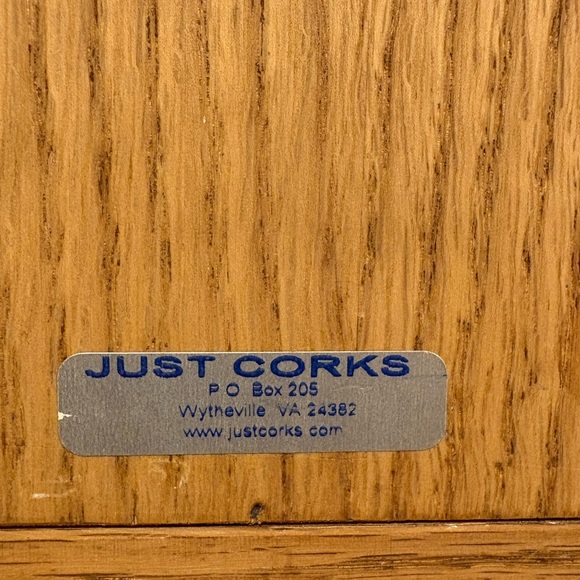 JUST CORKS
P O Box 205
Wytheville VA 24382
www.justcorks.com